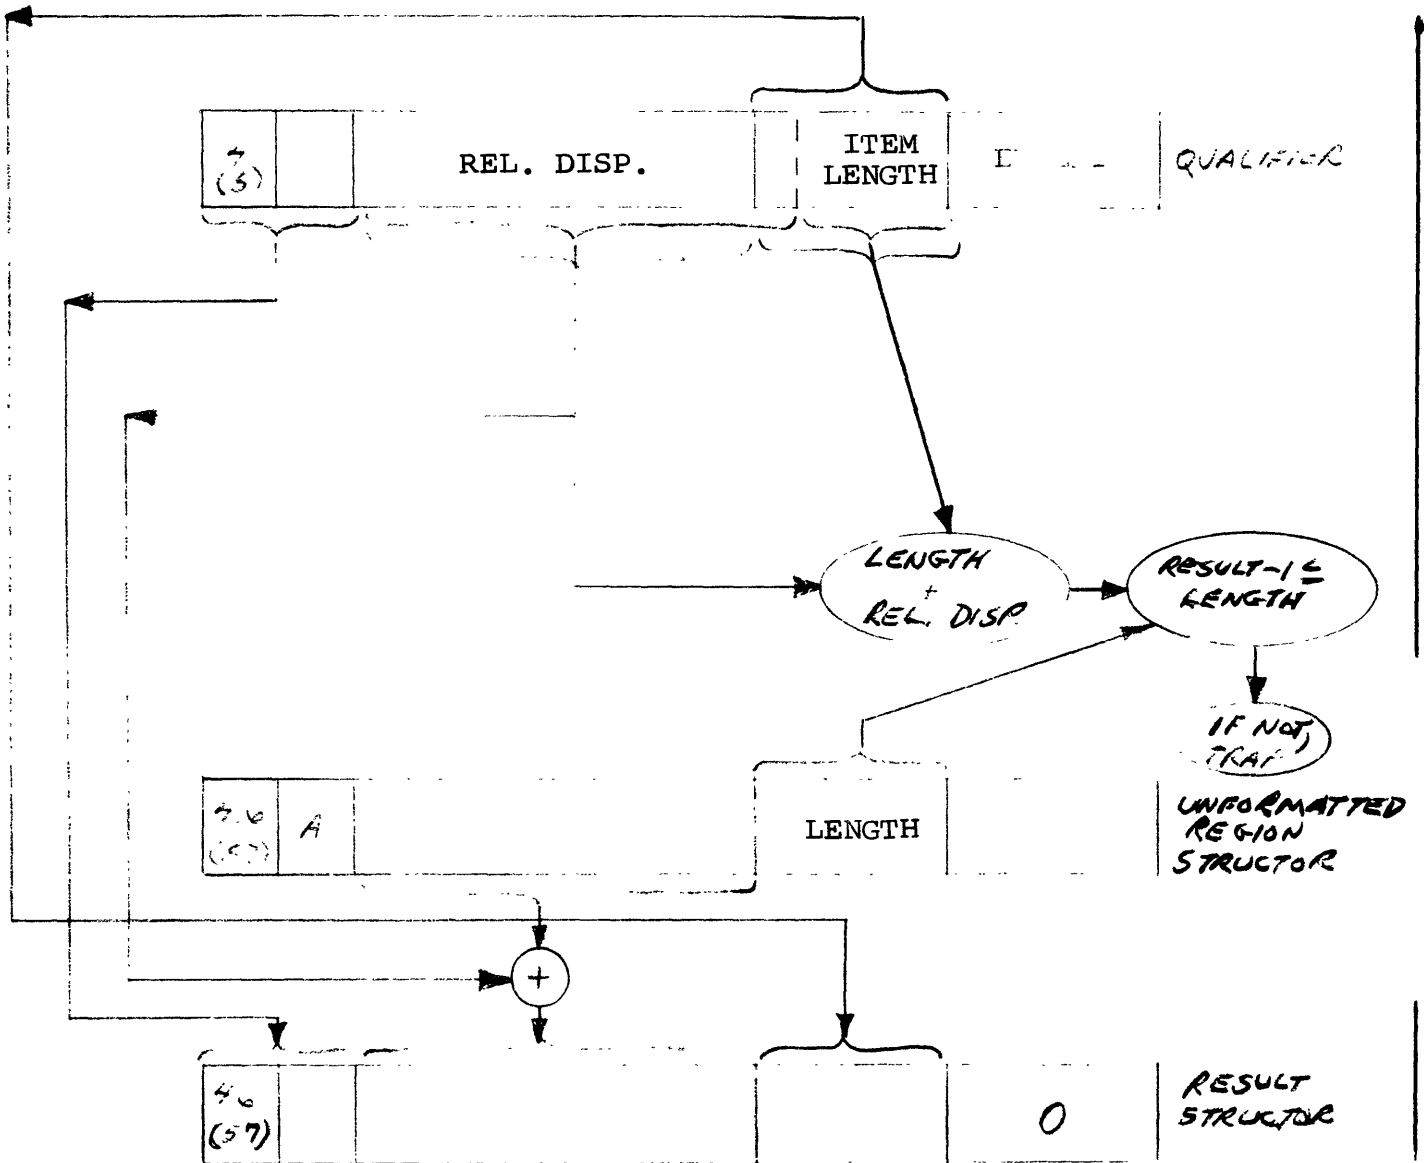 REL. DISP.
ITEM
LENGTH
QUALIFIER
LENGTH
+
REL. DISP.
RESULT-1 ≤
LENGTH
IF NOT,
TRAP
A
LENGTH
UNFORMATTED
REGION
STRUCTOR
+
(57)
0
RESULT
STRUCTOR